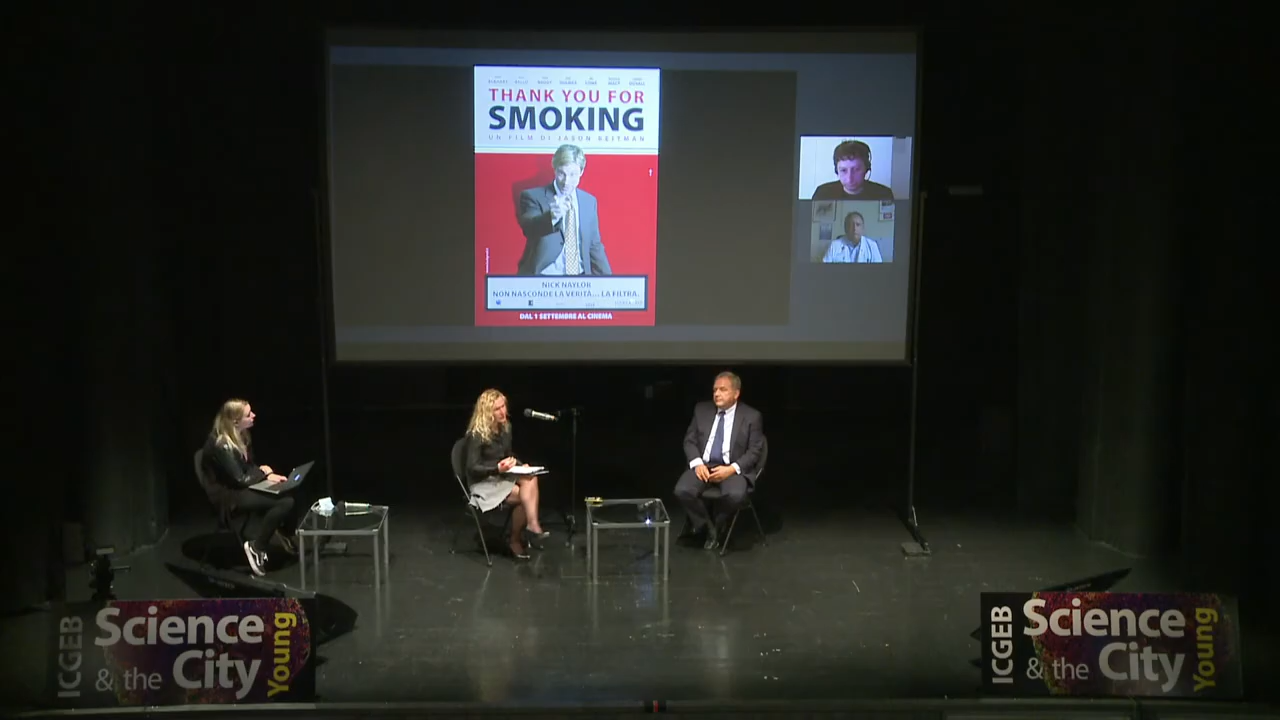 THANK YOU FOR
SMOKING
UN FILM DI JASON REITMAN
NICK NAYLOR
NON NASCONDE LA VERITÀ... LA FILTRA.
DAL 1 SETTEMBRE AL CINEMA
ICGEB
Science
& the City
Young
ICGEB
Science
& the City
Young